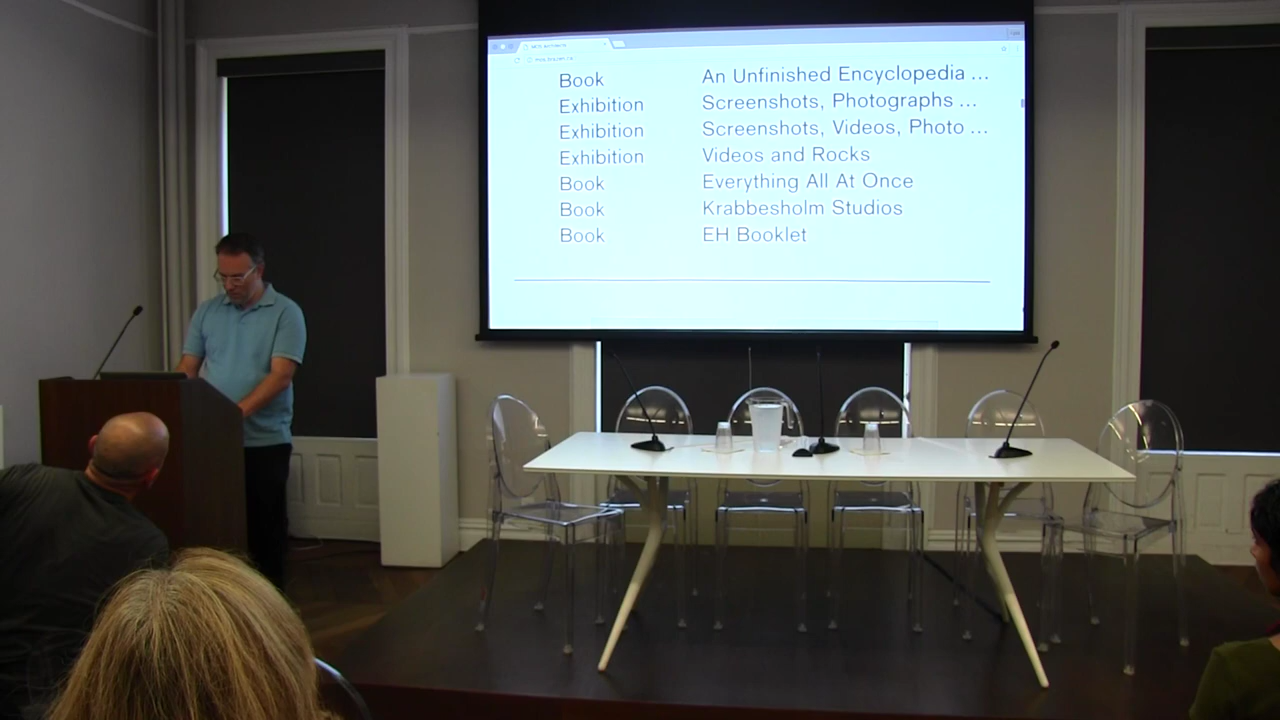 Book An Unfinished Encyclopedia ...
Exhibition Screenshots, Photographs ...
Exhibition Screenshots, Videos, Photo ...
Exhibition Videos and Rocks
Book Everything All At Once
Book Krabbesholm Studios
Book EH Booklet